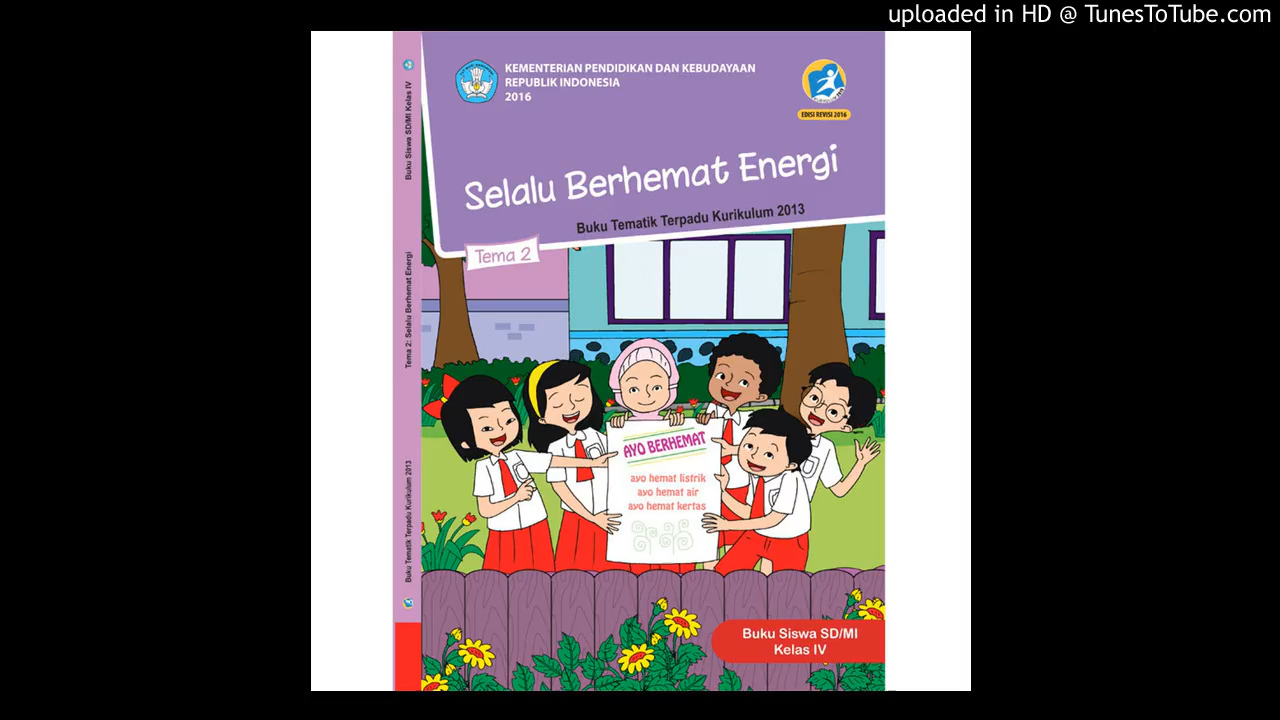 uploaded in HD @ TunesToTube.com
KEMENTERIAN PENDIDIKAN DAN KEBUDAYAAN
REPUBLIK INDONESIA
2016
EDISI REVISI 2016
Selalu Berhemat Energi
Buku Tematik Terpadu Kurikulum 2013
Tema 2
AYO BERHEMAT
ayo hemat listrik
ayo hemat air
ayo hemat kertas
Buku Siswa SD/MI
Kelas IV
Buku Siswa SD/MI Kelas IV
Tema 2: Selalu Berhemat Energi
Buku Tematik Terpadu Kurikulum 2013